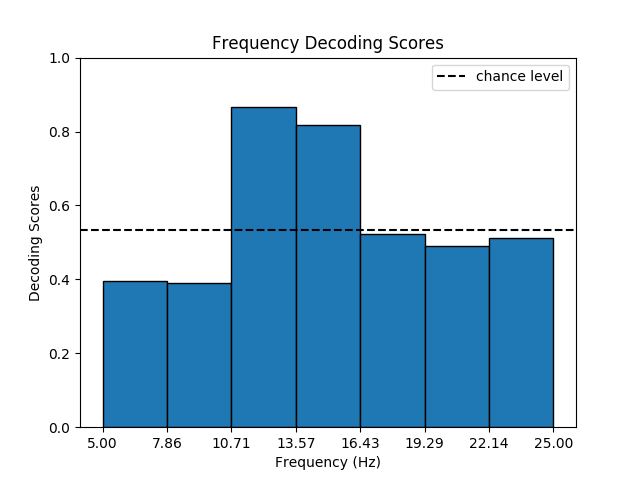 Frequency Decoding Scores
chance level
1.0
0.8
0.6
0.4
0.2
0.0
Decoding Scores
5.00 7.86 10.71 13.57 16.43 19.29 22.14 25.00
Frequency (Hz)